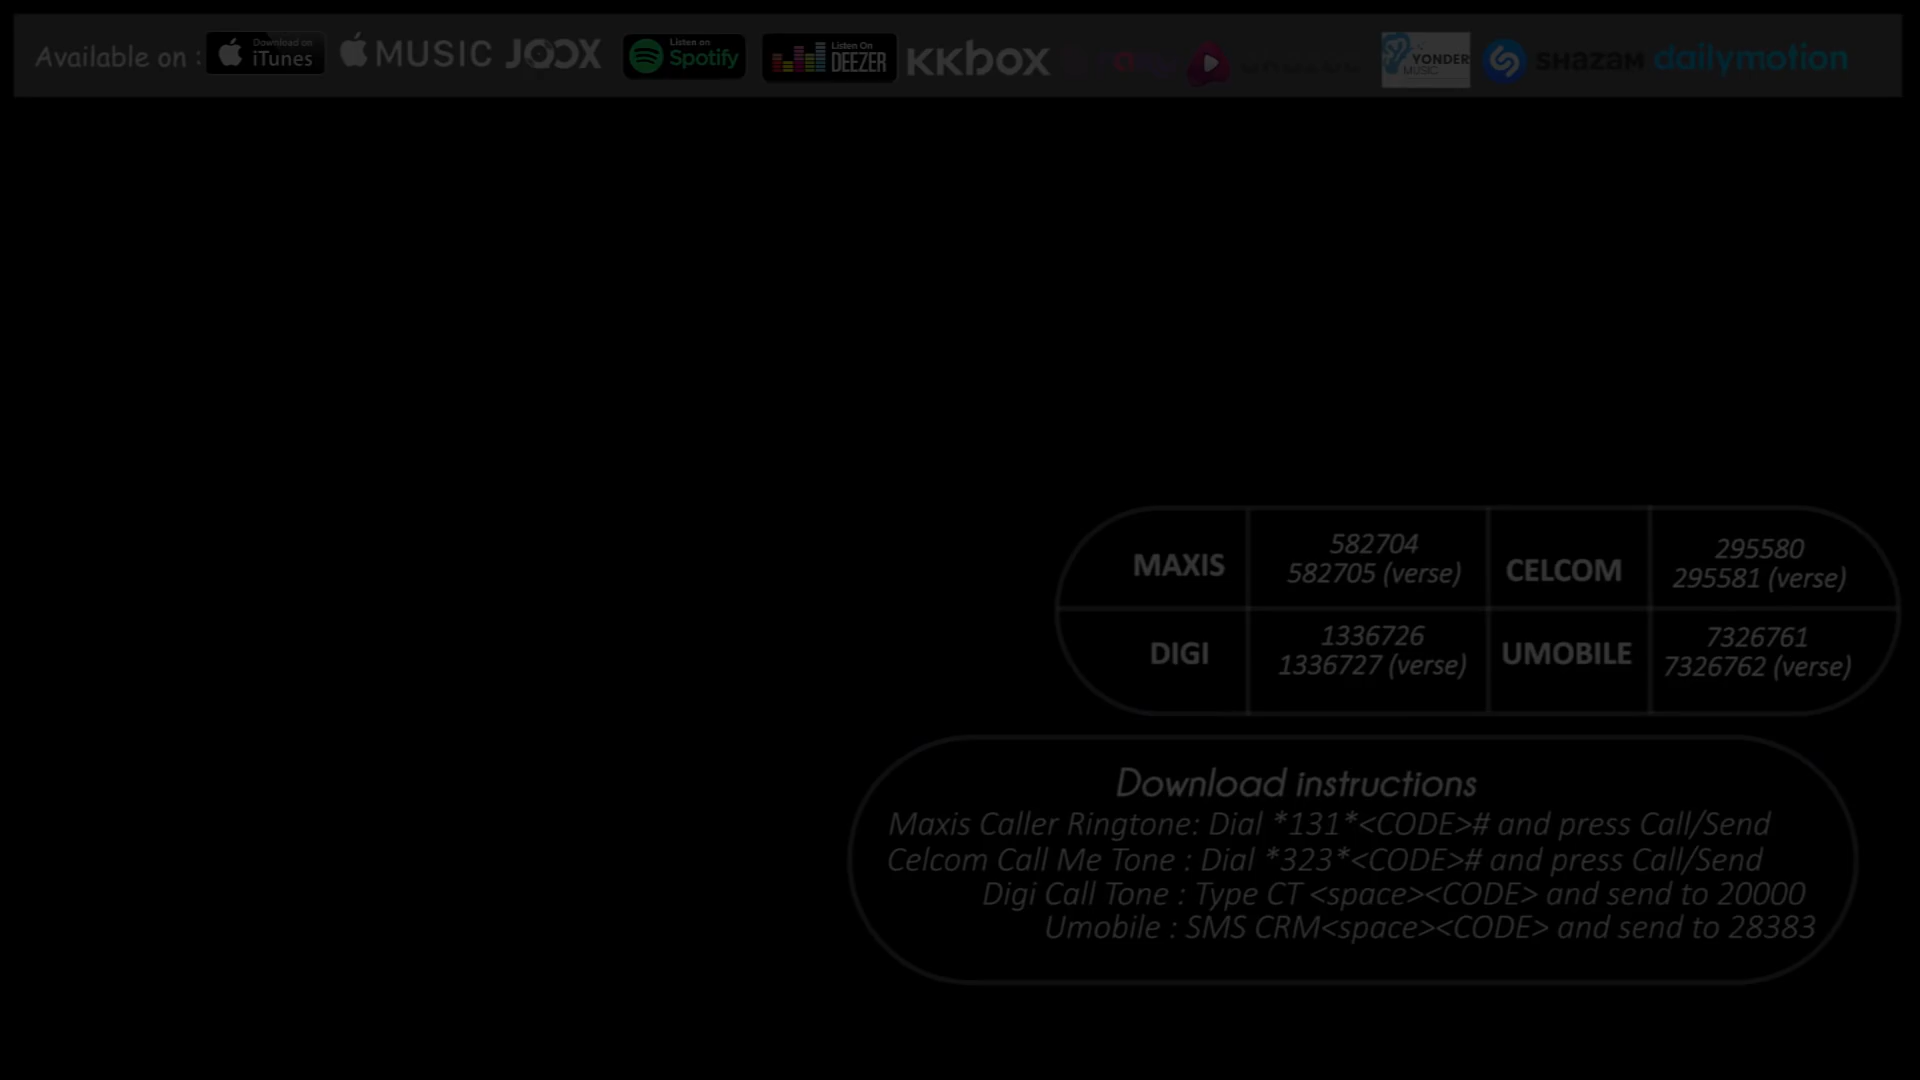 Available on : Download on iTunes MUSIC JOOX Listen on Spotify Listen On DEEZER KKBOX YONDER MUSIC SHAZAM dailymotion
MAXIS
582704
582705 (verse)
CELCOM
295580
295581 (verse)
DIGI
1336726
1336727 (verse)
UMOBILE
7326761
7326762 (verse)
Download instructions
Maxis Caller Ringtone: Dial *131*<CODE># and press Call/Send
Celcom Call Me Tone : Dial *323*<CODE># and press Call/Send
Digi Call Tone : Type CT <space><CODE> and send to 20000
Umobile : SMS CRM<space><CODE> and send to 28383